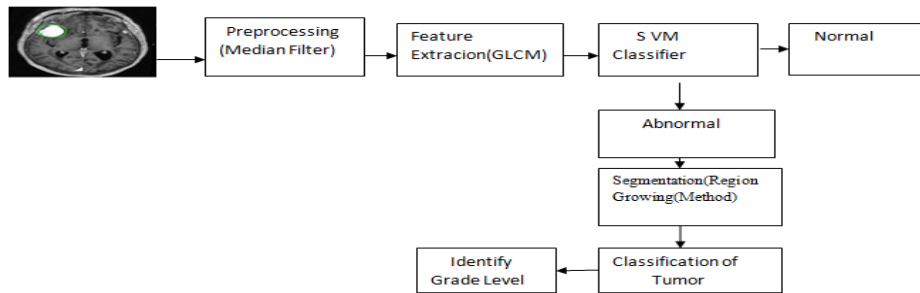 Preprocessing
(Median Filter)
Feature
Extracion(GLCM)
S VM
Classifier
Normal
Abnormal
Segmentation(Region
Growing(Method)
Classification of
Tumor
Identify
Grade Level